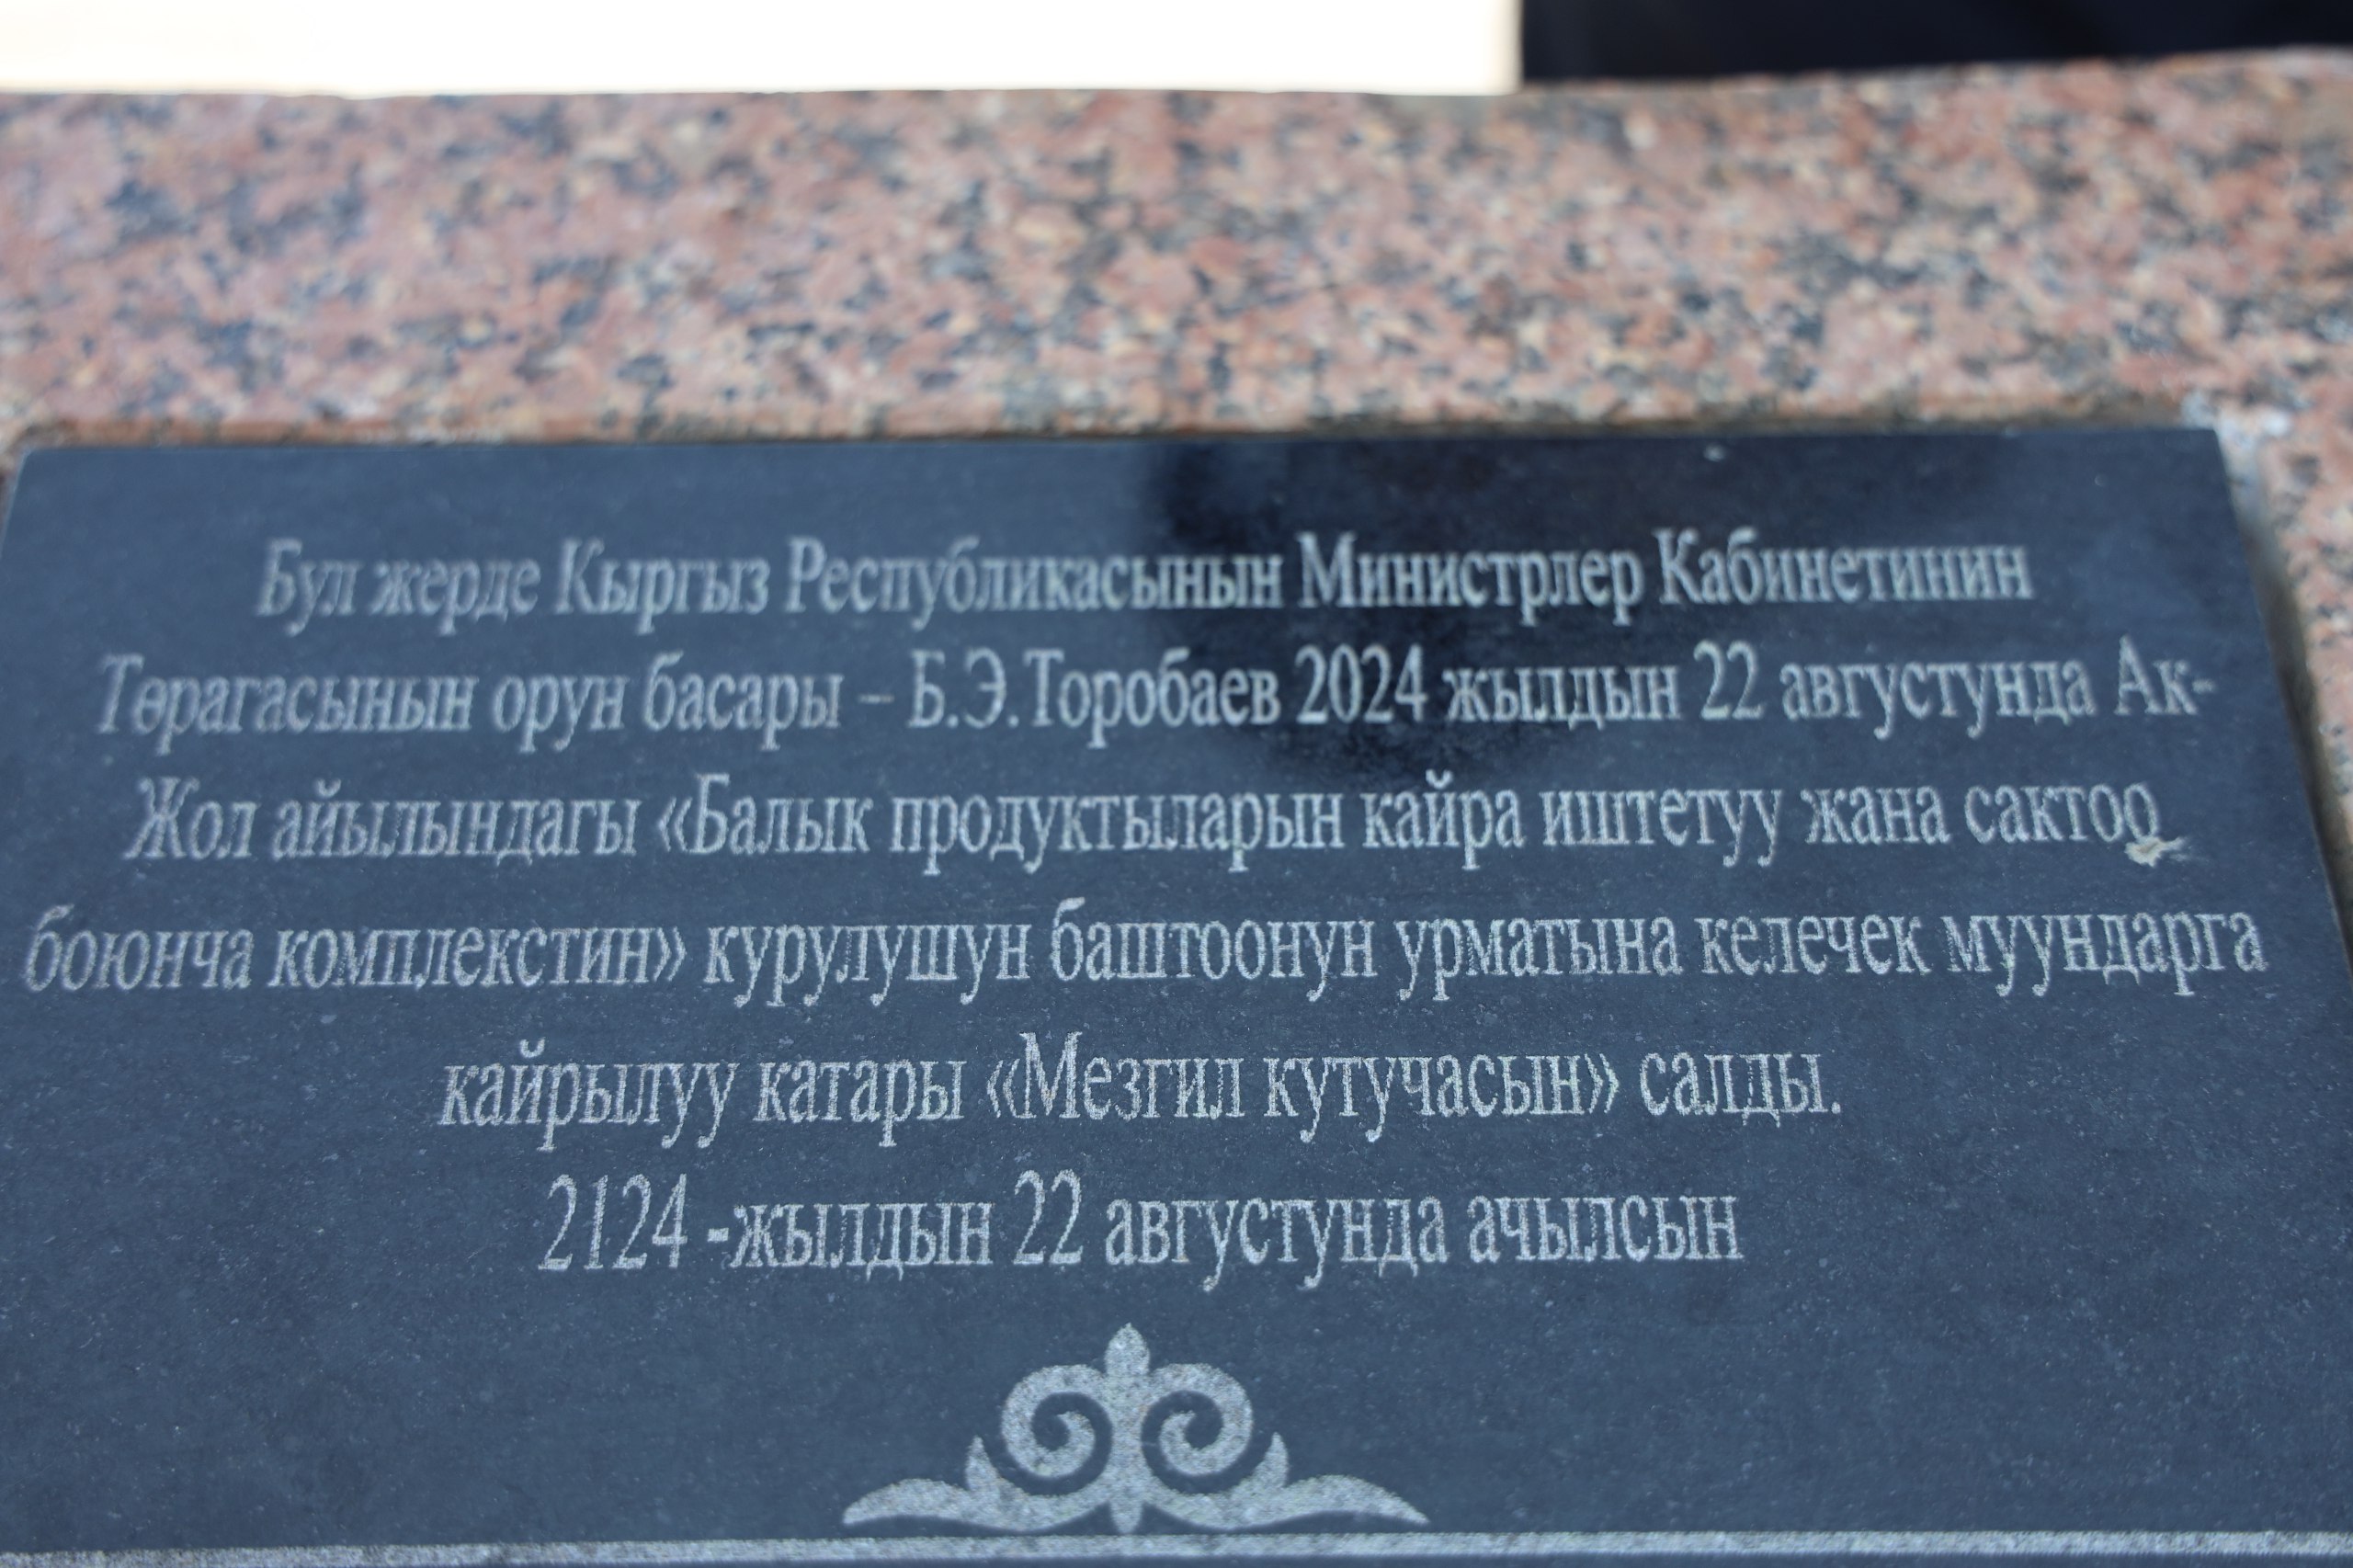 Бул жерде Кыргыз Республикасынын Министрлер Кабинетинин
Төрагасынын орун басары – Б.Э.Торобаев 2024 жылдын 22 августунда Ак-
Жол айылындагы «Балык продуктыларын кайра иштетүү жана сактоо
боюнча комплекстин» курулушун баштоонун урматына келечек муундарга
кайрылуу катары «Мезгил кутучасын» салды.
2124 -жылдын 22 августунда ачылсын